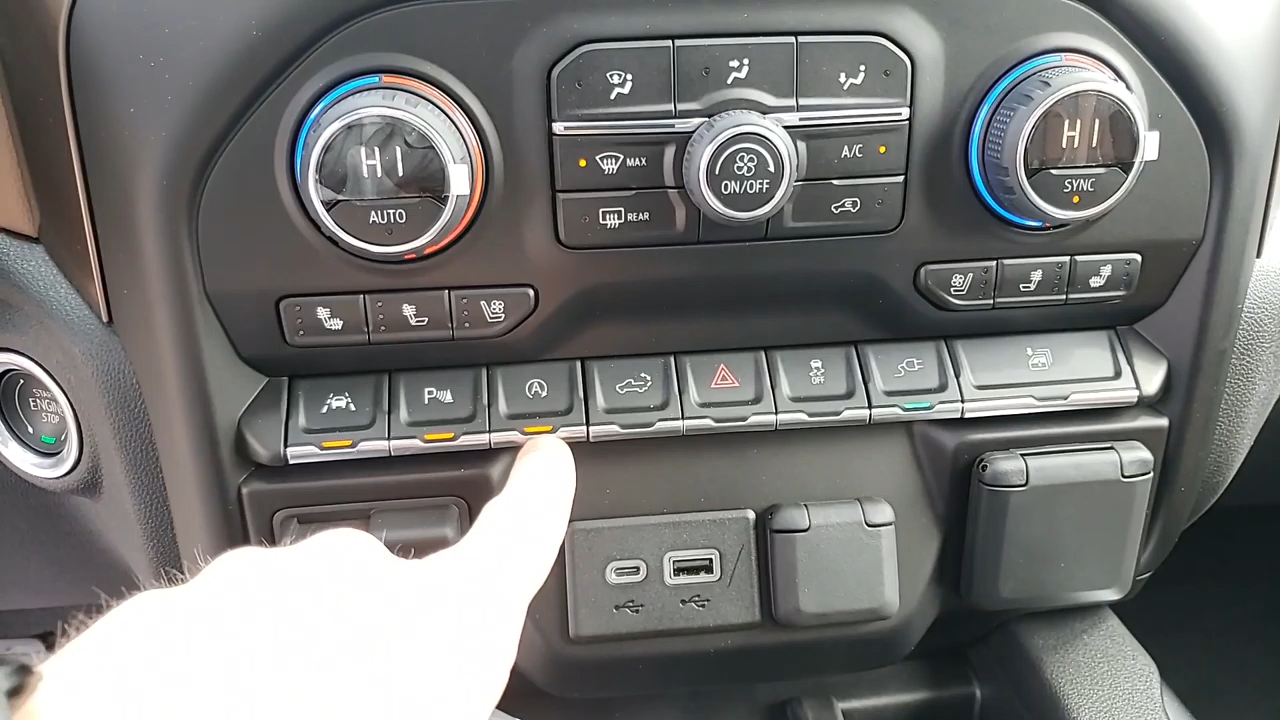 HI
AUTO
MAX
REAR
ON/OFF
A/C
HI
SYNC
START
ENGINE
STOP
P
A
OFF